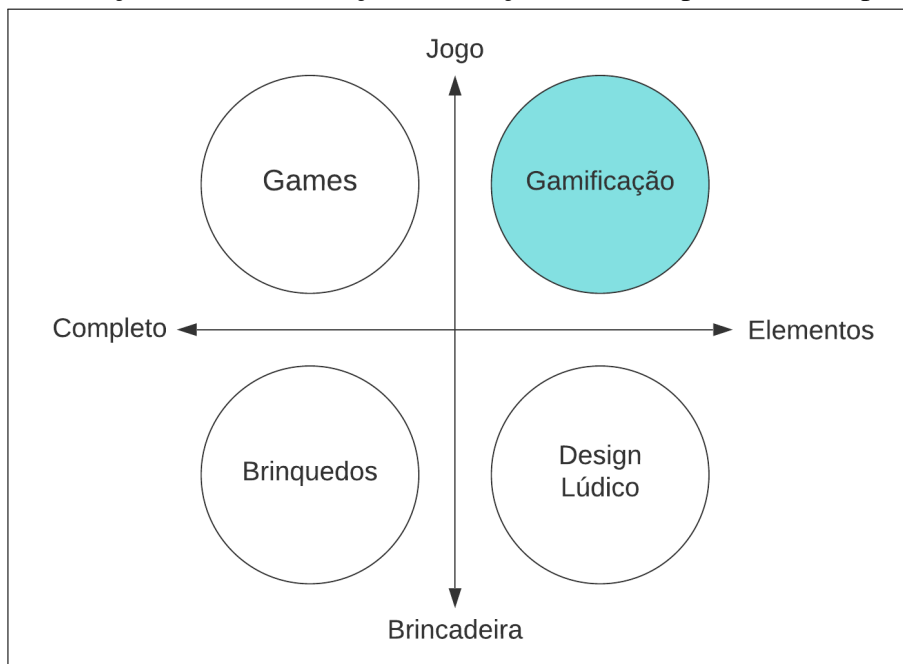 Jogo
Games
Gamificação
Completo
Elementos
Brinquedos
Design
Lúdico
Brincadeira